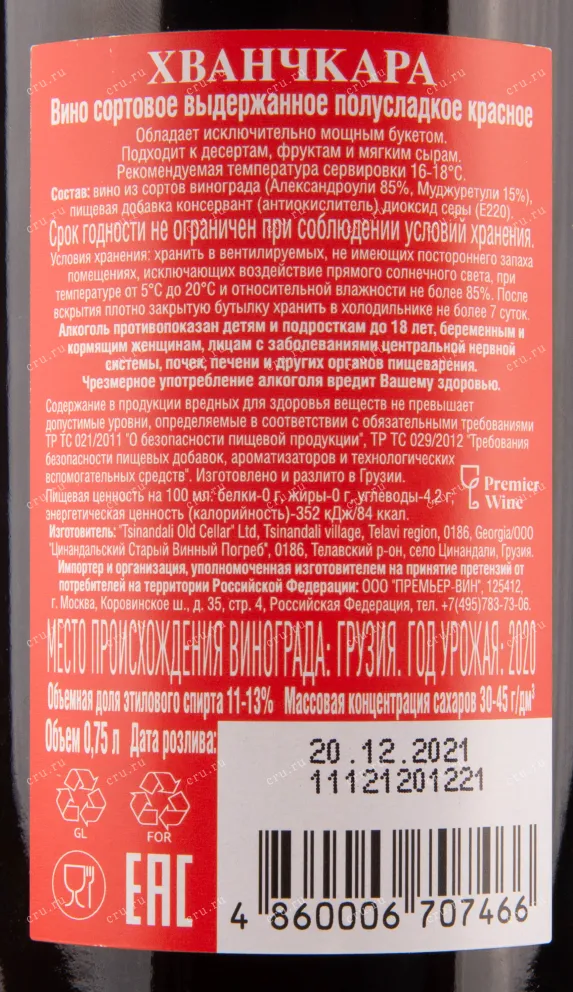 ХВАНЧКАРА
Вино сортовое выдержанное полусладкое красное
Обладает исключительно мощным букетом.
Подходит к десертам, фруктам и мягким сырам.
Рекомендуемая температура сервировки 16-18°С.
Состав: вино из сортов винограда (Александроули 85%, Муджуретули 15%),
пищевая добавка консервант (антиокислитель) диоксид серы (Е220).
Срок годности не ограничен при соблюдении условий хранения.
Условия хранения: хранить в вентилируемых, не имеющих постороннего запаха
помещениях, исключающих воздействие прямого солнечного света, при
температуре от 5°С до 20°С и относительной влажности не более 85%. После
вскрытия плотно закрытую бутылку хранить в холодильнике не более 7 суток.
Алкоголь противопоказан детям и подросткам до 18 лет, беременным и
кормящим женщинам, лицам с заболеваниями центральной нервной
системы, почек, печени и других органов пищеварения.
Чрезмерное употребление алкоголя вредит Вашему здоровью.
Содержание в продукции вредных для здоровья веществ не превышает
допустимые уровни, определяемые в соответствии с обязательными требованиями
ТР ТС 021/2011 "О безопасности пищевой продукции", ТР ТС 029/2012 "Требования
безопасности пищевых добавок, ароматизаторов и технологических
вспомогательных средств". Изготовлено и разлито в Грузии.
Пищевая ценность на 100 мл: белки-0 г, жиры-0 г, углеводы-4,2 г,
энергетическая ценность (калорийность)-352 кДж/84 ккал.
Premier
Wine
Изготовитель: "Tsinandali Old Cellar" Ltd, Tsinandali village, Telavi region, 0186, Georgia/ООО
"Цинандальский Старый Винный Погреб", 0186, Телавский р-он, село Цинандали, Грузия.
Импортер и организация, уполномоченная изготовителем на принятие претензий от
потребителей на территории Российской Федерации: ООО "ПРЕМЬЕР-ВИН", 125412,
г. Москва, Коровинское ш., д. 35, стр. 4, Российская Федерация, тел. +7(495)783-73-06.
МЕСТО ПРОИСХОЖДЕНИЯ ВИНОГРАДА: ГРУЗИЯ. ГОД УРОЖАЯ: 2020
Объемная доля этилового спирта 11-13% Массовая концентрация сахаров 30-45 г/дм³
Объем 0,75 л Дата розлива:
20.12.2021
11121201221
GL
FOR
EAC
4 860006 707466
cru.ru